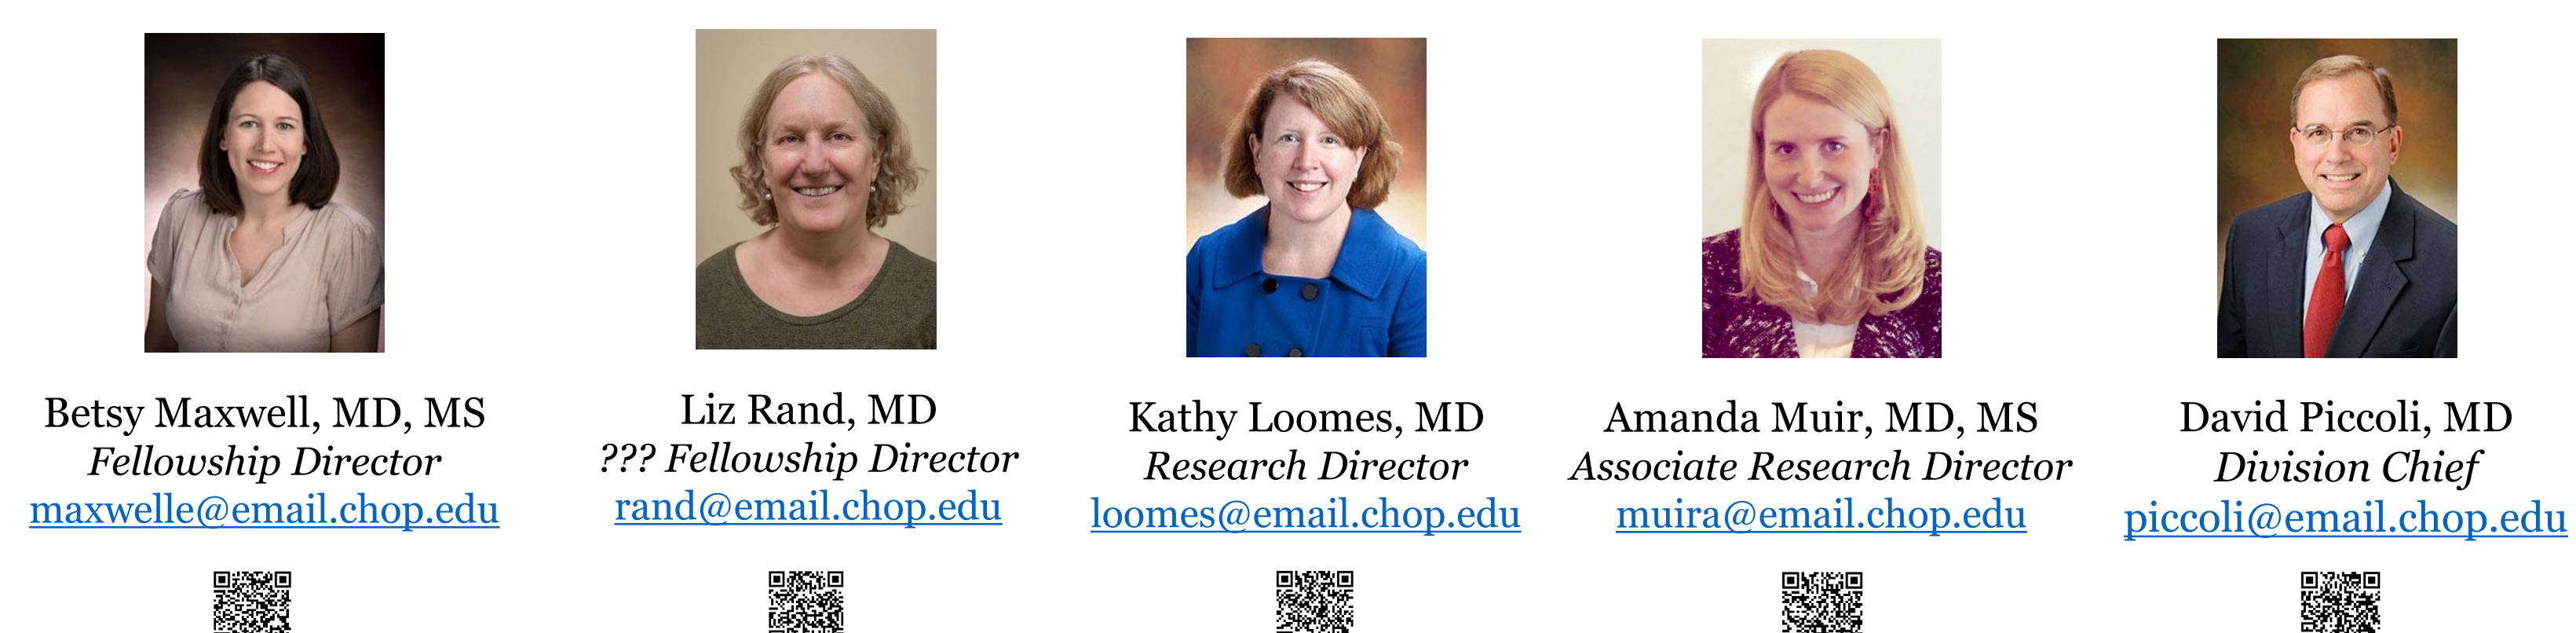 Betsy Maxwell, MD, MS
Fellowship Director
maxwelle@email.chop.edu
Liz Rand, MD
??? Fellowship Director
rand@email.chop.edu
Kathy Loomes, MD
Research Director
loomes@email.chop.edu
Amanda Muir, MD, MS
Associate Research Director
muira@email.chop.edu
David Piccoli, MD
Division Chief
piccoli@email.chop.edu